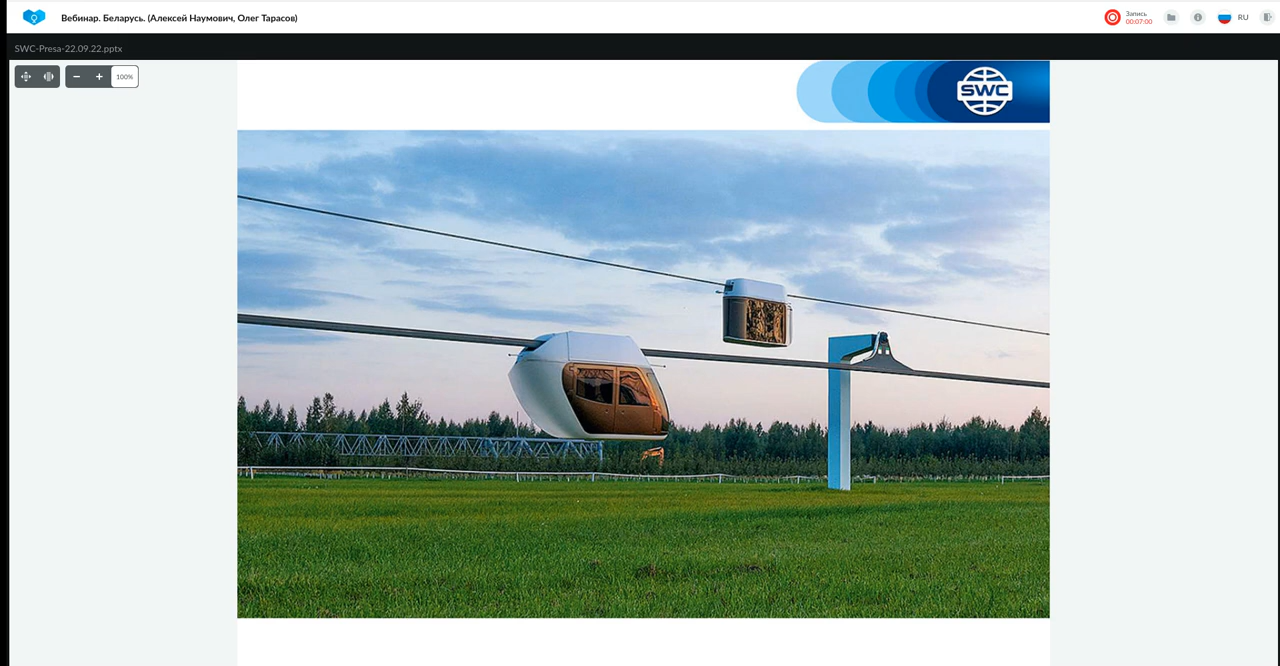 Вебинар. Беларусь. (Алексей Наумович, Олег Тарасов)
Запись
00:07:00
RU
SWC-Presa-22.09.22.pptx
100%
SWC